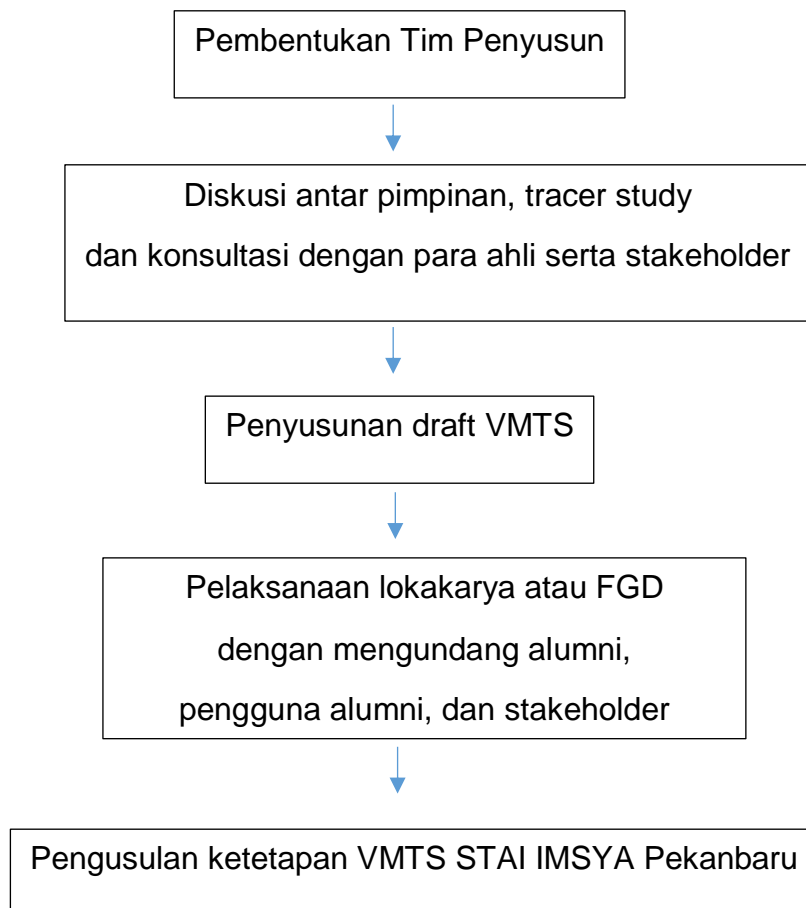 Pembentukan Tim Penyusun
Diskusi antar pimpinan, tracer study
dan konsultasi dengan para ahli serta stakeholder
Penyusunan draft VMTS
Pelaksanaan lokakarya atau FGD
dengan mengundang alumni,
pengguna alumni, dan stakeholder
Pengusulan ketetapan VMTS STAI IMSYA Pekanbaru